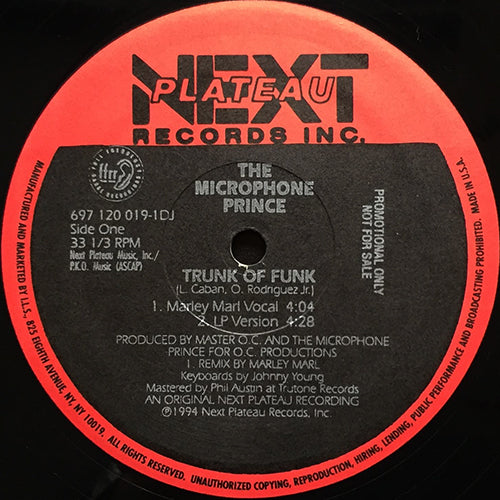 NEXT
PLATEAU
RECORDS INC.
ffrr
FULL FREQUENCY
RANGE RECORDINGS
THE
MICROPHONE
PRINCE
697 120 019-1DJ
Side One
33 1/3 RPM
Next Plateau Music, Inc./
P.K.O. Music (ASCAP)
PROMOTIONAL ONLY
NOT FOR SALE
TRUNK OF FUNK
(L. Caban, O. Rodriguez Jr.)
1. Marley Marl Vocal 4:04
2. LP Version 4:28
PRODUCED BY MASTER O.C. AND THE MICROPHONE
PRINCE FOR O.C. PRODUCTIONS
1. REMIX BY MARLEY MARL
Keyboards by Johnny Young
Mastered by Phil Austin at Trutone Records
AN ORIGINAL NEXT PLATEAU RECORDING
℗1994 Next Plateau Records, Inc.
MANUFACTURED AND MARKETED BY I.L.S., 825 EIGHTH AVENUE, NY, NY 10019. ALL RIGHTS RESERVED. UNAUTHORIZED COPYING, REPRODUCTION, HIRING, LENDING, PUBLIC PERFORMANCE AND BROADCASTING PROHIBITED. MADE IN U.S.A.